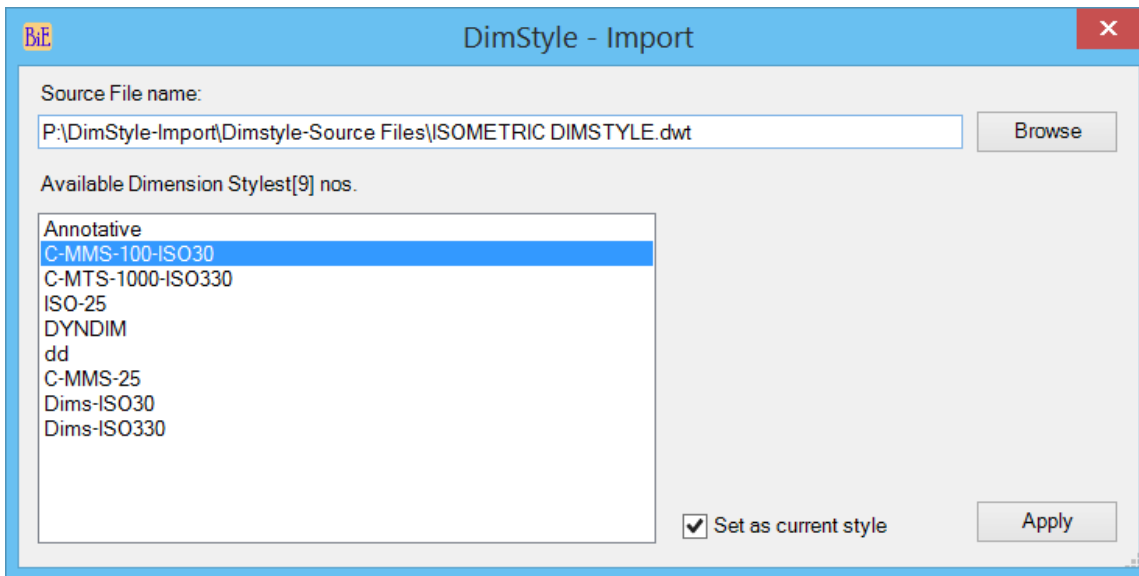 BiE
DimStyle - Import
Source File name:
P:\DimStyle-Import\Dimstyle-Source Files\ISOMETRIC DIMSTYLE.dwt
Browse
Available Dimension Stylest[9] nos.
Annotative
C-MMS-100-ISO30
C-MTS-1000-ISO330
ISO-25
DYNDIM
dd
C-MMS-25
Dims-ISO30
Dims-ISO330
Set as current style
Apply